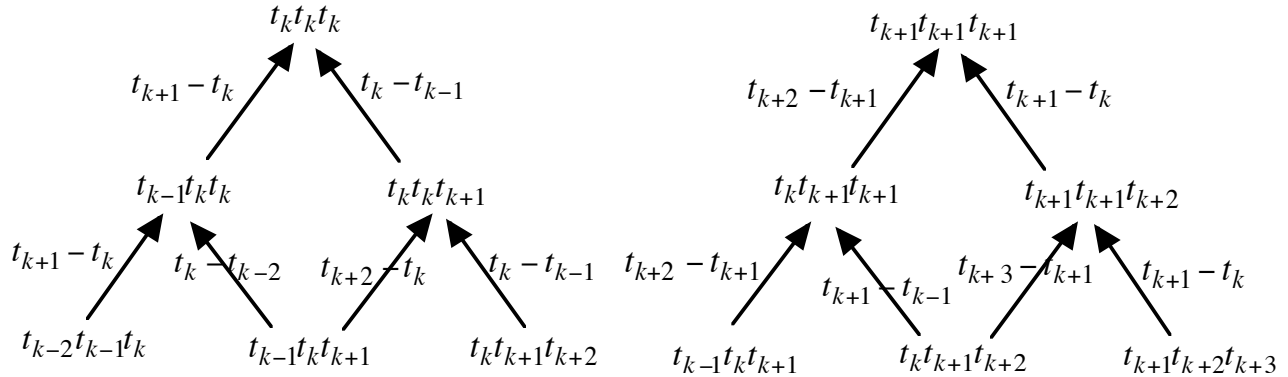 t_k t_k t_k t_{k+1} t_{k+1} t_{k+1}
t_{k+1} − t_k t_k − t_{k−1} t_{k+2} − t_{k+1} t_{k+1} − t_k
t_{k−1} t_k t_k t_k t_k t_{k+1} t_k t_{k+1} t_{k+1} t_{k+1} t_{k+1} t_{k+2}
t_{k+1} − t_k t_k − t_{k−2} t_{k+2} − t_k t_k − t_{k−1} t_{k+2} − t_{k+1} t_{k+1} − t_{k−1} t_{k+3} − t_{k+1} t_{k+1} − t_k
t_{k−2} t_{k−1} t_k t_{k−1} t_k t_{k+1} t_k t_{k+1} t_{k+2} t_{k−1} t_k t_{k+1} t_k t_{k+1} t_{k+2} t_{k+1} t_{k+2} t_{k+3}